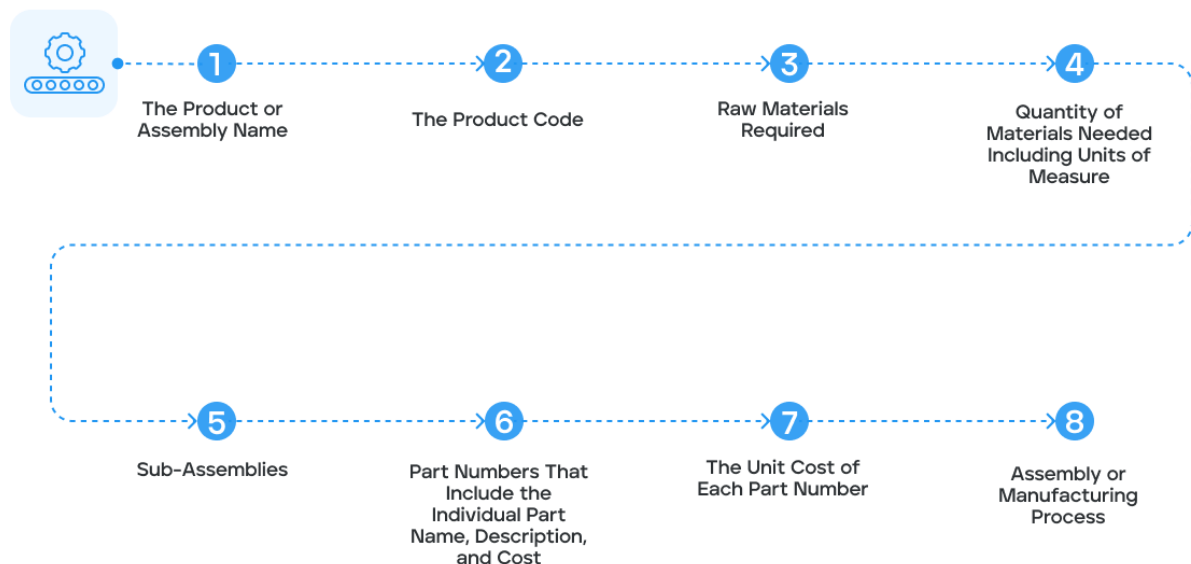 1
The Product or
Assembly Name
2
The Product Code
3
Raw Materials
Required
4
Quantity of
Materials Needed
Including Units of
Measure
5
Sub-Assemblies
6
Part Numbers That
Include the
Individual Part
Name, Description,
and Cost
7
The Unit Cost of
Each Part Number
8
Assembly or
Manufacturing
Process